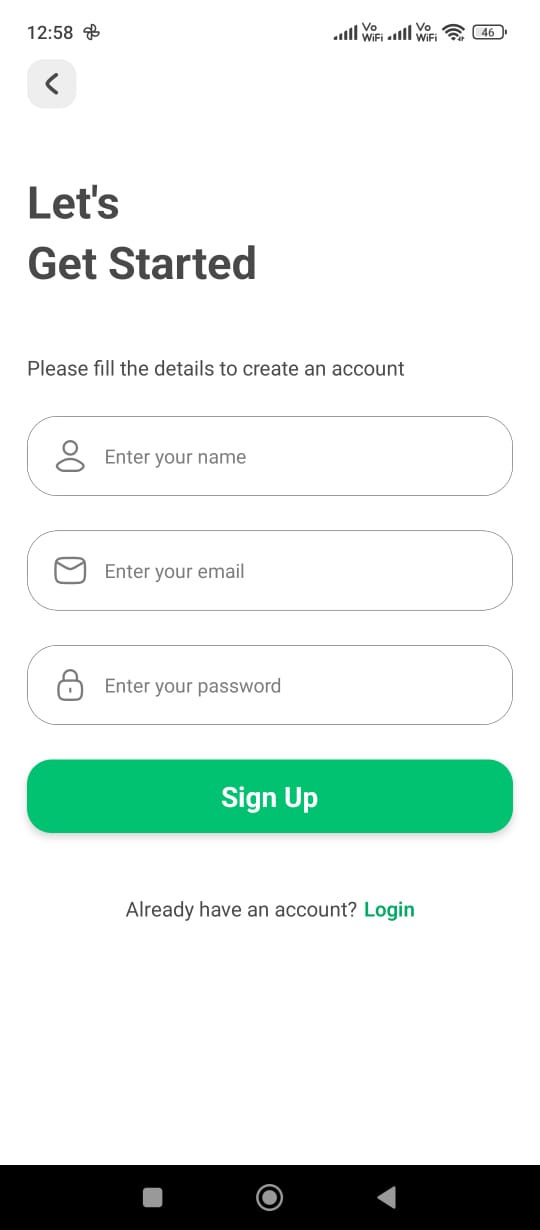 12:58
Vo
WiFi
Vo
WiFi
46
Let's
Get Started
Please fill the details to create an account
Enter your name
Enter your email
Enter your password
Sign Up
Already have an account? Login